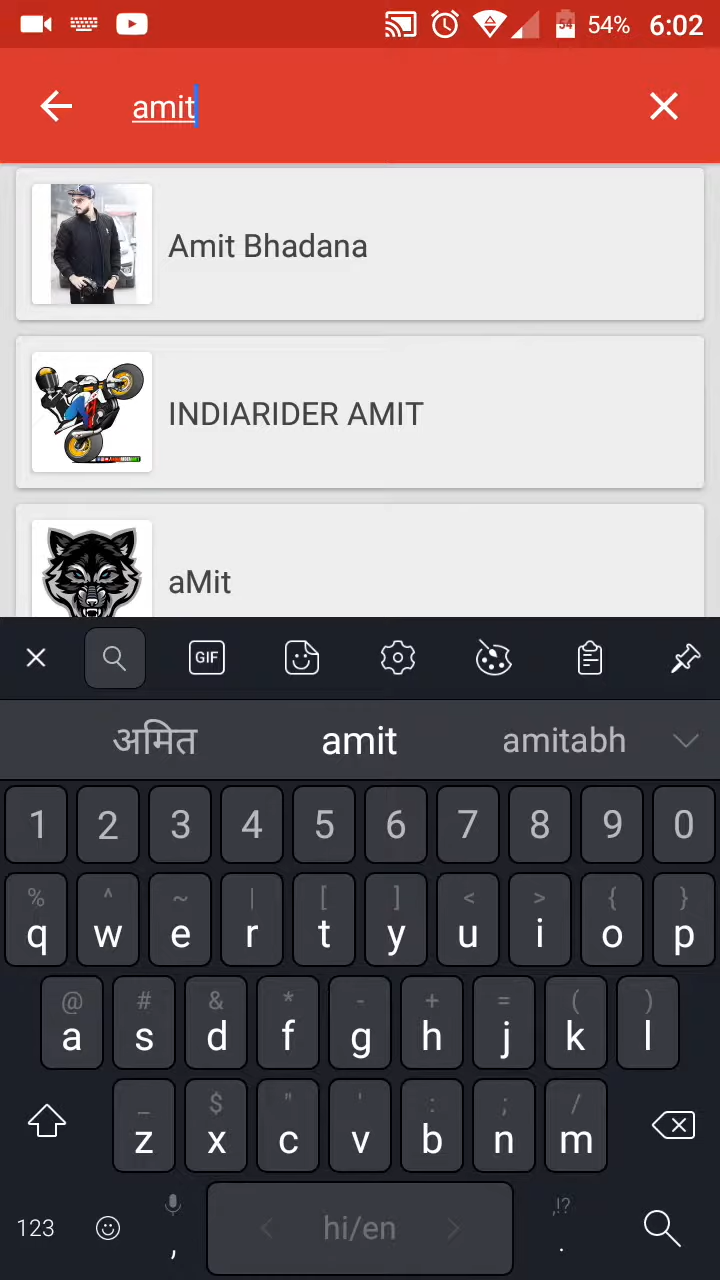 54 54% 6:02
amit
Amit Bhadana
INDIARIDER AMIT
aMit
GIF
अमित amit amitabh
1 2 3 4 5 6 7 8 9 0
% ^ ~ | [ ] < > { }
q w e r t y u i o p
@ # & * - + = ( )
a s d f g h j k l
_ $ " ' : ; /
z x c v b n m
123 , < hi/en > ,!? .